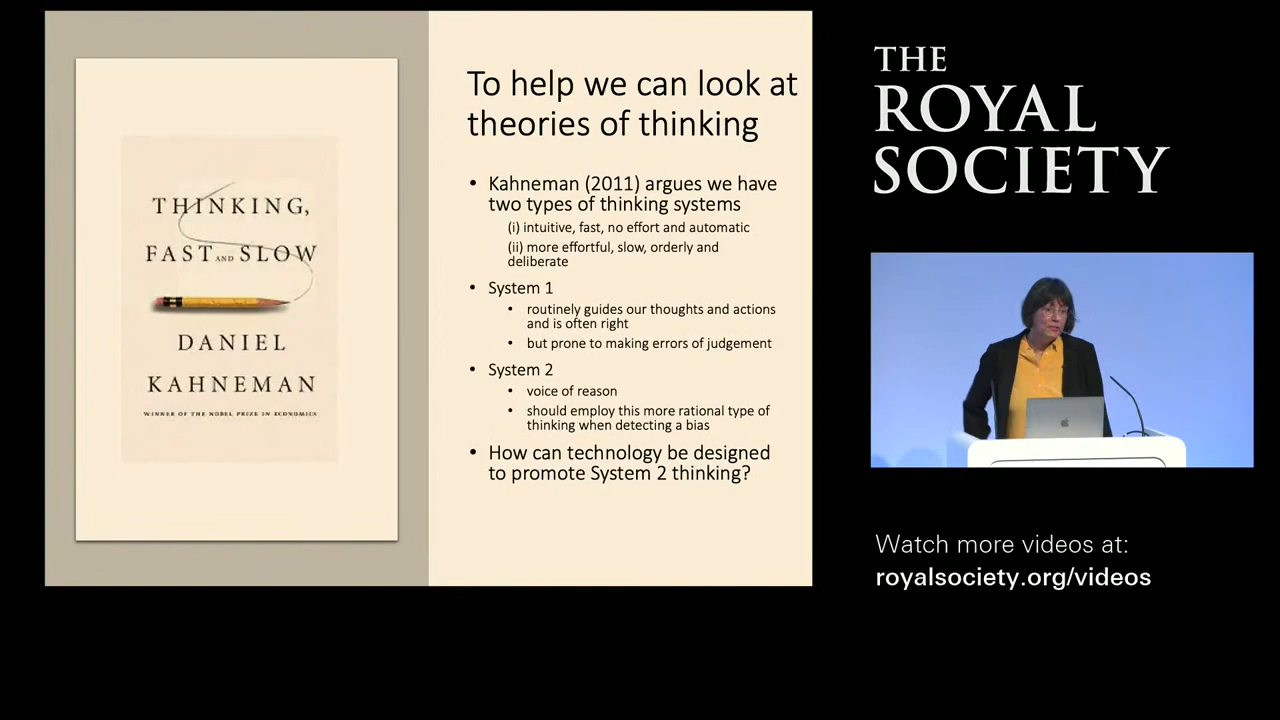 THINKING,
FAST AND SLOW
DANIEL
KAHNEMAN
WINNER OF THE NOBEL PRIZE IN ECONOMICS
To help we can look at
theories of thinking
• Kahneman (2011) argues we have
two types of thinking systems
(i) intuitive, fast, no effort and automatic
(ii) more effortful, slow, orderly and
deliberate
• System 1
• routinely guides our thoughts and actions
and is often right
• but prone to making errors of judgement
• System 2
• voice of reason
• should employ this more rational type of
thinking when detecting a bias
• How can technology be designed
to promote System 2 thinking?
THE
ROYAL
SOCIETY
Watch more videos at:
royalsociety.org/videos